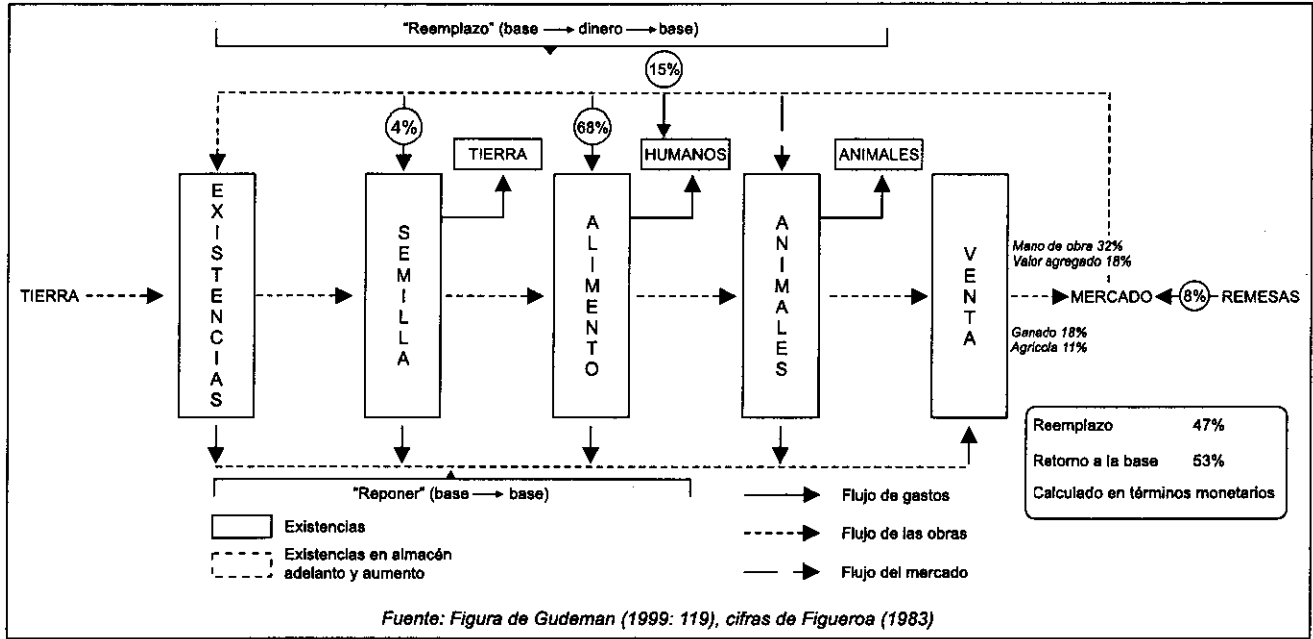 "Reemplazo" (base → dinero → base)
15%
4%
68%
TIERRA
HUMANOS
ANIMALES
EXISTENCIAS
SEMILLA
ALIMENTO
ANIMALES
VENTA
Mano de obra 32%
Valor agregado 18%
TIERRA
MERCADO
8%
REMESAS
Ganado 18%
Agrícola 11%
Reemplazo 47%
Retorno a la base 53%
Calculado en términos monetarios
"Reponer" (base → base)
Existencias
Existencias en almacén
adelanto y aumento
Flujo de gastos
Flujo de las obras
Flujo del mercado
Fuente: Figura de Gudeman (1999: 119), cifras de Figueroa (1983)